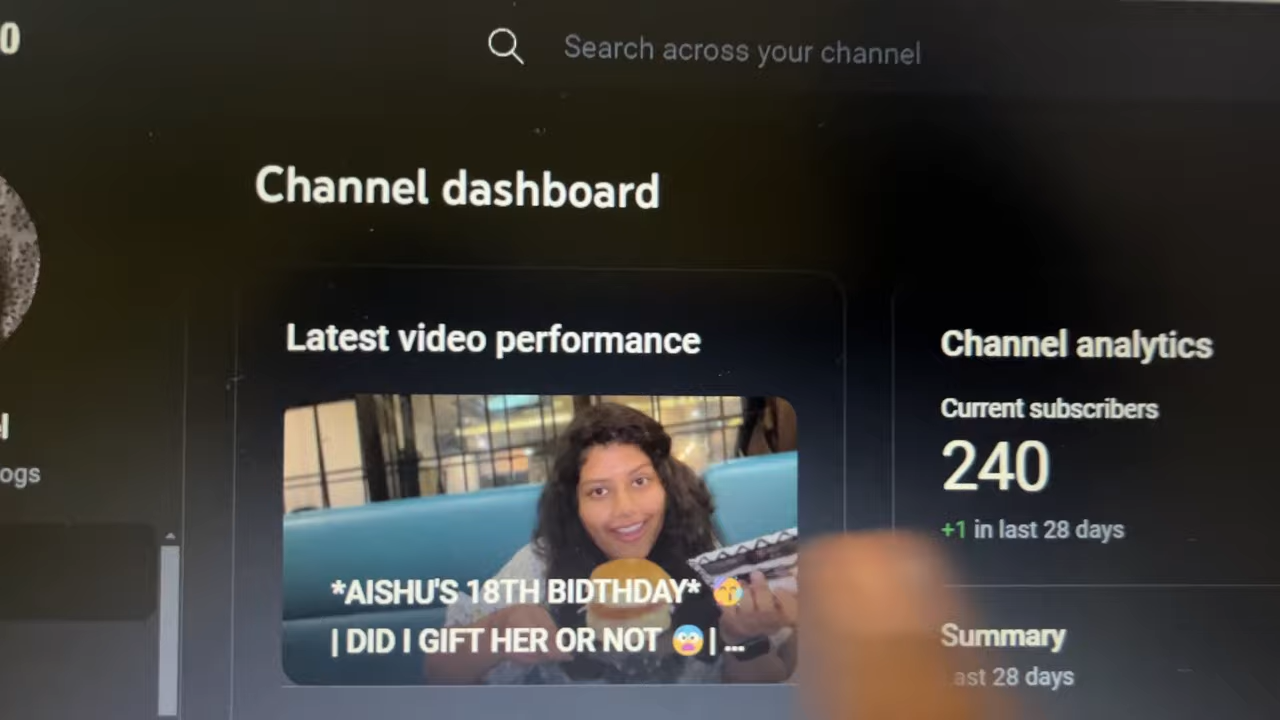 Search across your channel
Channel dashboard
Latest video performance
*AISHU'S 18TH BIDTHDAY* 🥳
| DID I GIFT HER OR NOT 😨 | ...
Channel analytics
Current subscribers
240
+1 in last 28 days
Summary
Last 28 days